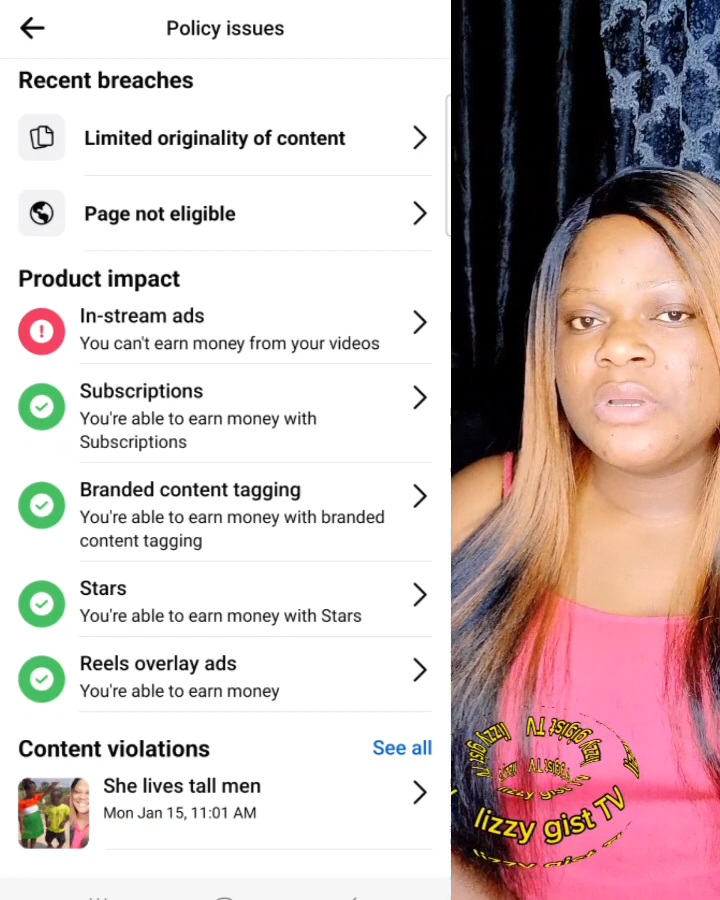 Policy issues
Recent breaches
Limited originality of content
Page not eligible
Product impact
In-stream ads
You can't earn money from your videos
Subscriptions
You're able to earn money with
Subscriptions
Branded content tagging
You're able to earn money with branded
content tagging
Stars
You're able to earn money with Stars
Reels overlay ads
You're able to earn money
Content violations
See all
She lives tall men
Mon Jan 15, 11:01 AM
lizzy gist TV